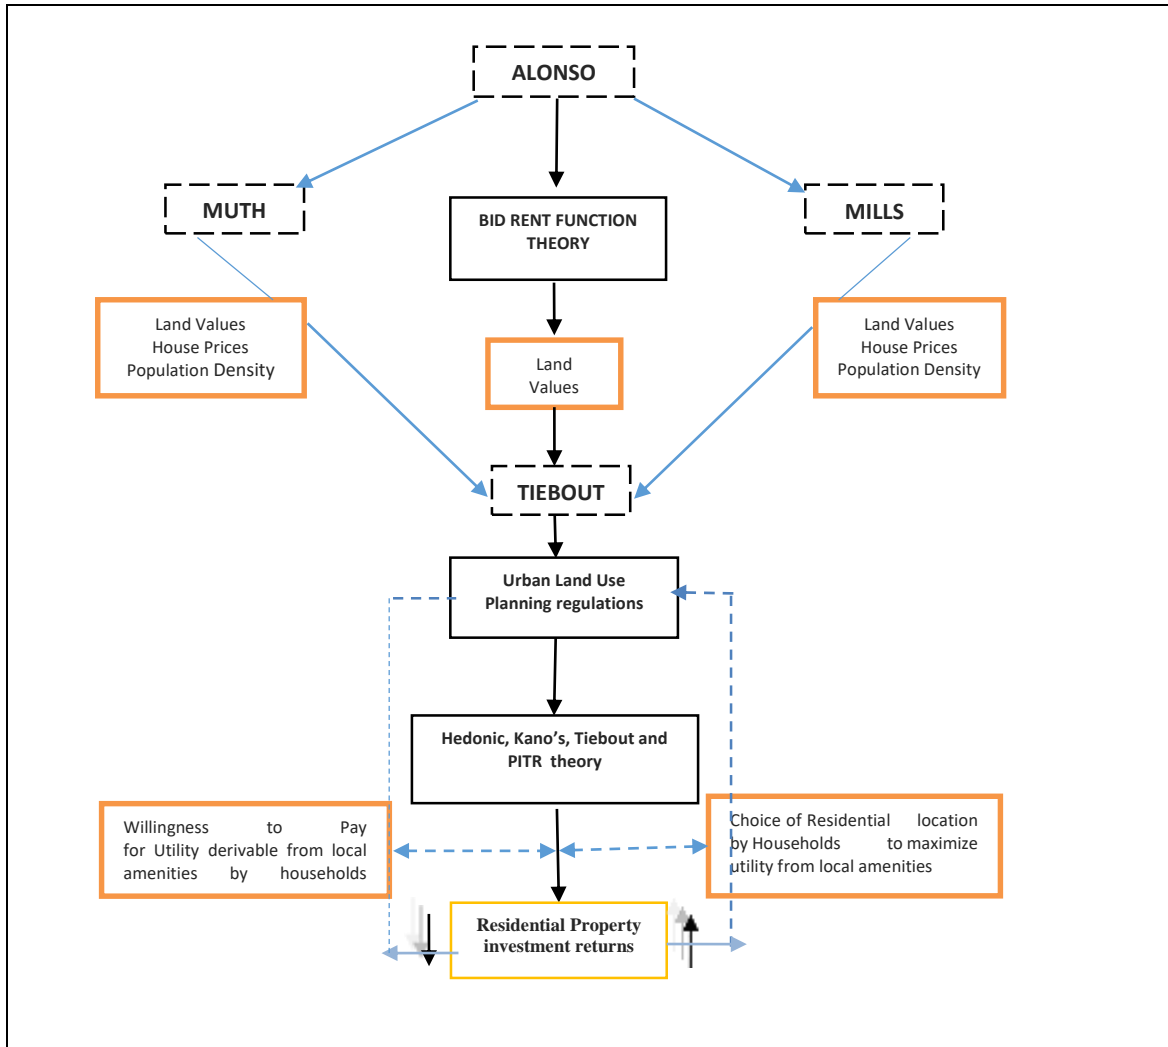 ALONSO
MUTH
BID RENT FUNCTION
THEORY
MILLS
Land Values
House Prices
Population Density
Land
Values
Land Values
House Prices
Population Density
TIEBOUT
Urban Land Use
Planning regulations
Hedonic, Kano’s, Tiebout and
PITR theory
Willingness to Pay
for Utility derivable from local
amenities by households
Choice of Residential location
by Households to maximize
utility from local amenities
Residential Property
investment returns